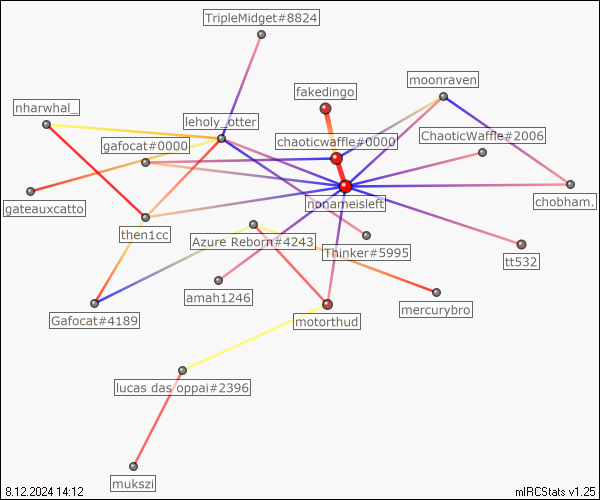 TripleMidget#8824
moonraven
fakedingo
nharwhal_
leholy_otter
ChaoticWaffle#2006
chaoticwaffle#0000
gafocat#0000
gateauxcatto
nonameisleft
chobham.
then1cc
Azure Reborn#4243
Thinker#5995
tt532
amah1246
mercurybro
Gafocat#4189
motorthud
lucas das oppai#2396
mukszi
8.12.2024 14:12
mIRCStats v1.25